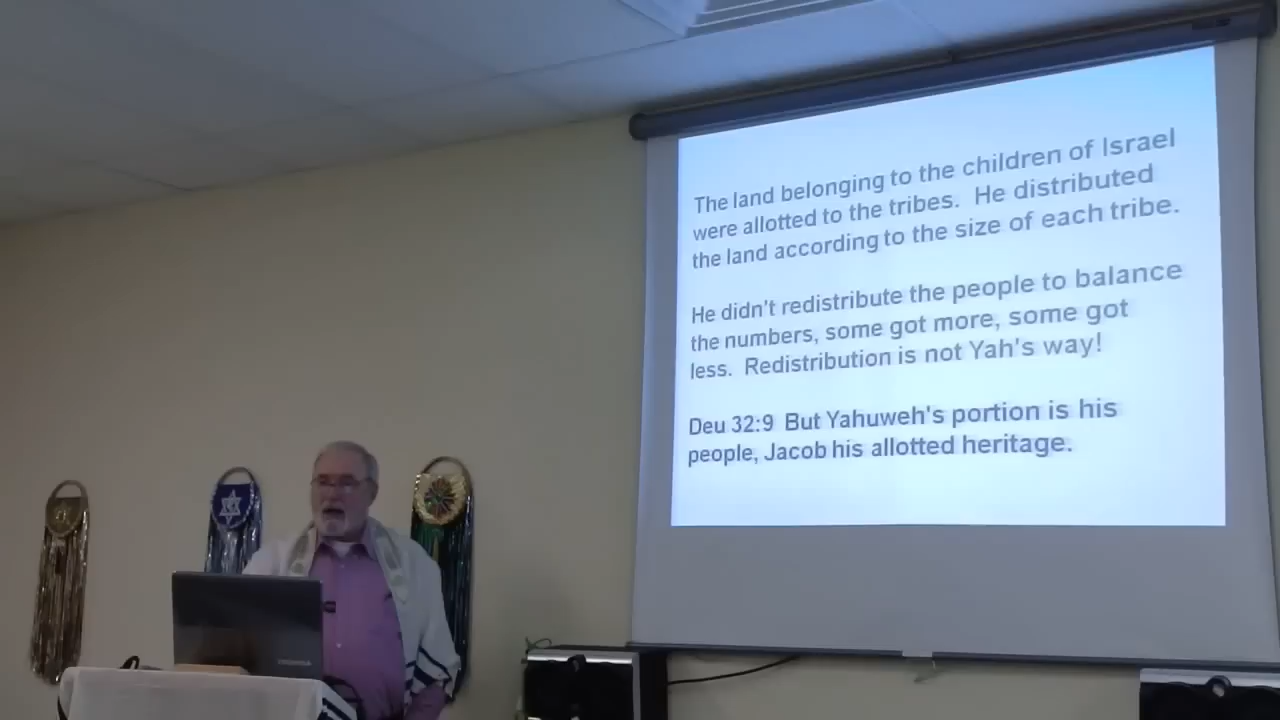 The land belonging to the children of Israel
were allotted to the tribes.  He distributed
the land according to the size of each tribe.
He didn't redistribute the people to balance
the numbers, some got more, some got
less.  Redistribution is not Yah's way!
Deu 32:9  But Yahuweh's portion is his
people, Jacob his allotted heritage.
TOSHIBA